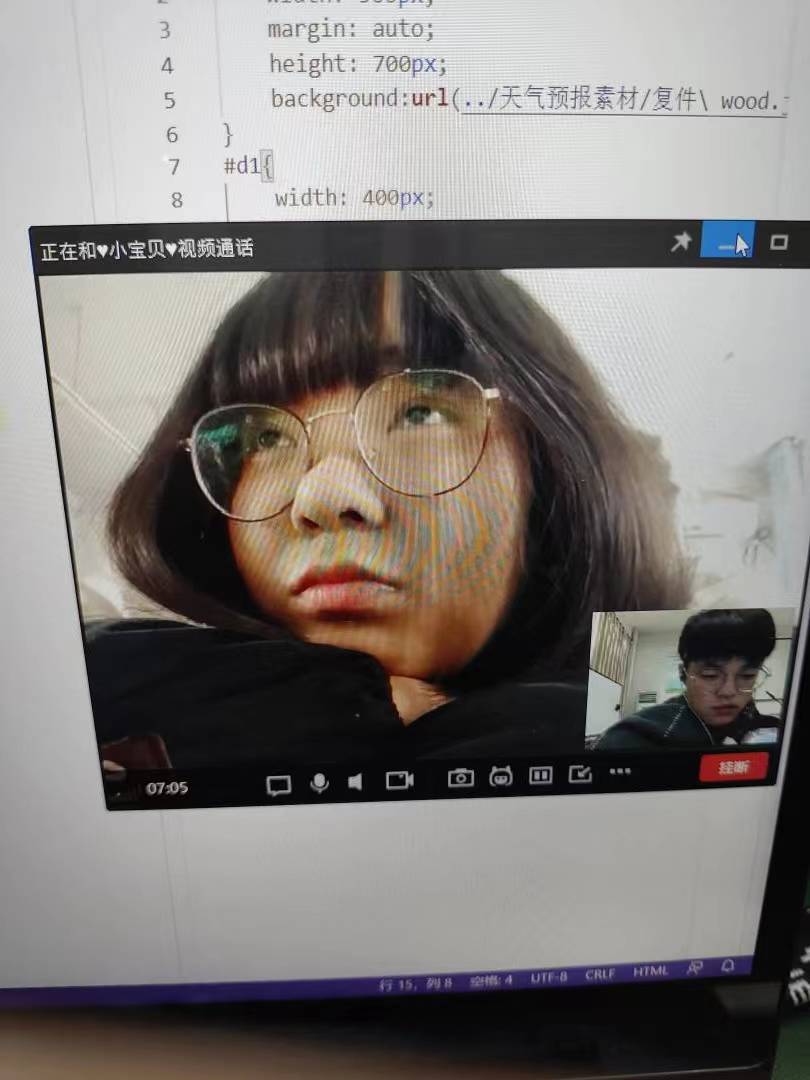 3 margin: auto;
4 height: 700px;
5 background:url(../天气预报素材/复件\ wood.
6 }
7 #d1{
8 width: 400px;
正在和♥小宝贝♥视频通话
07:05
挂断
行 15，列 8 空格: 4 UTF-8 CRLF HTML